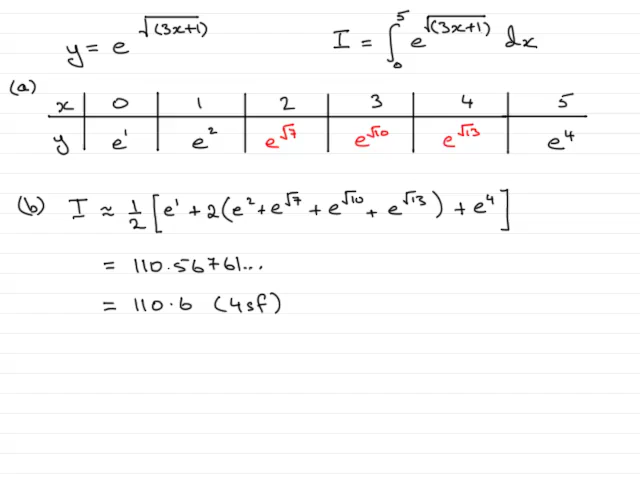 y = e^√(3x+1) I = ∫₀⁵ e^√(3x+1) dx
(a)
x 0 1 2 3 4 5
y e¹ e² e^√7 e^√10 e^√13 e⁴
(b) I ≈ 1/2 [e¹ + 2(e² + e^√7 + e^√10 + e^√13) + e⁴]
= 110.56761...
= 110.6 (4sf)